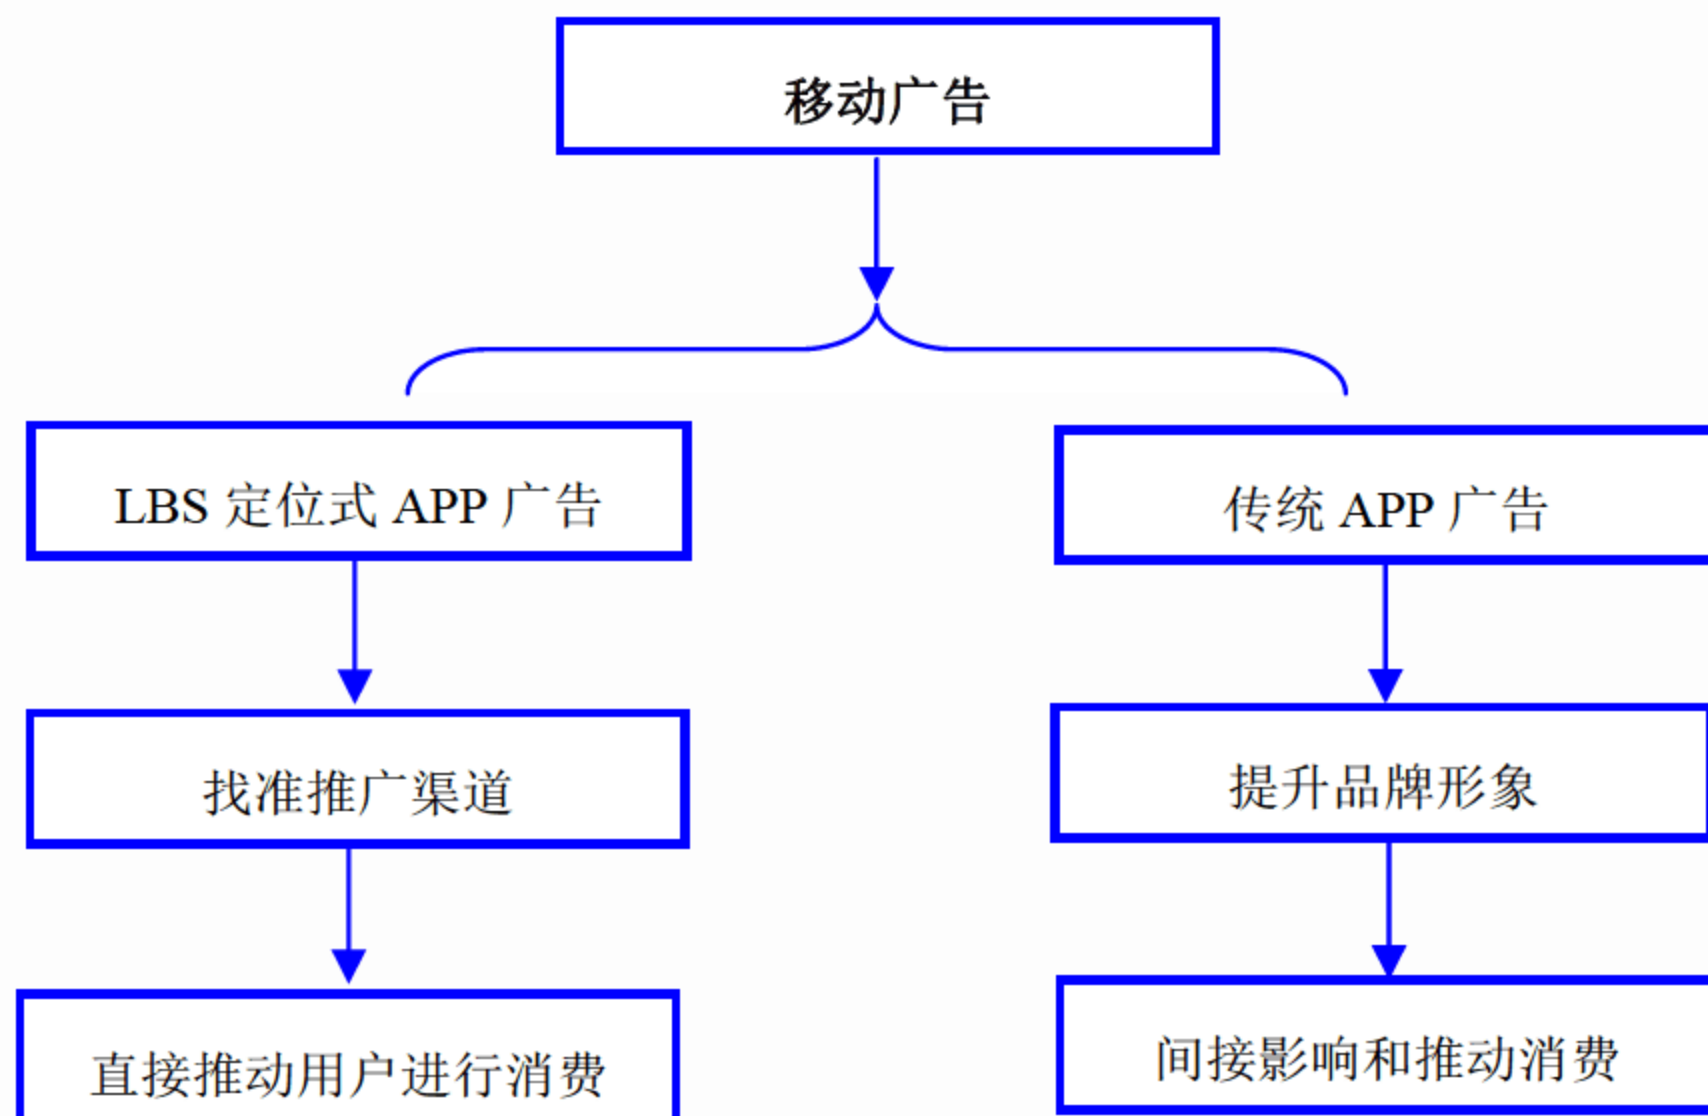 移动广告
LBS 定位式 APP 广告
传统 APP 广告
找准推广渠道
提升品牌形象
直接推动用户进行消费
间接影响和推动消费